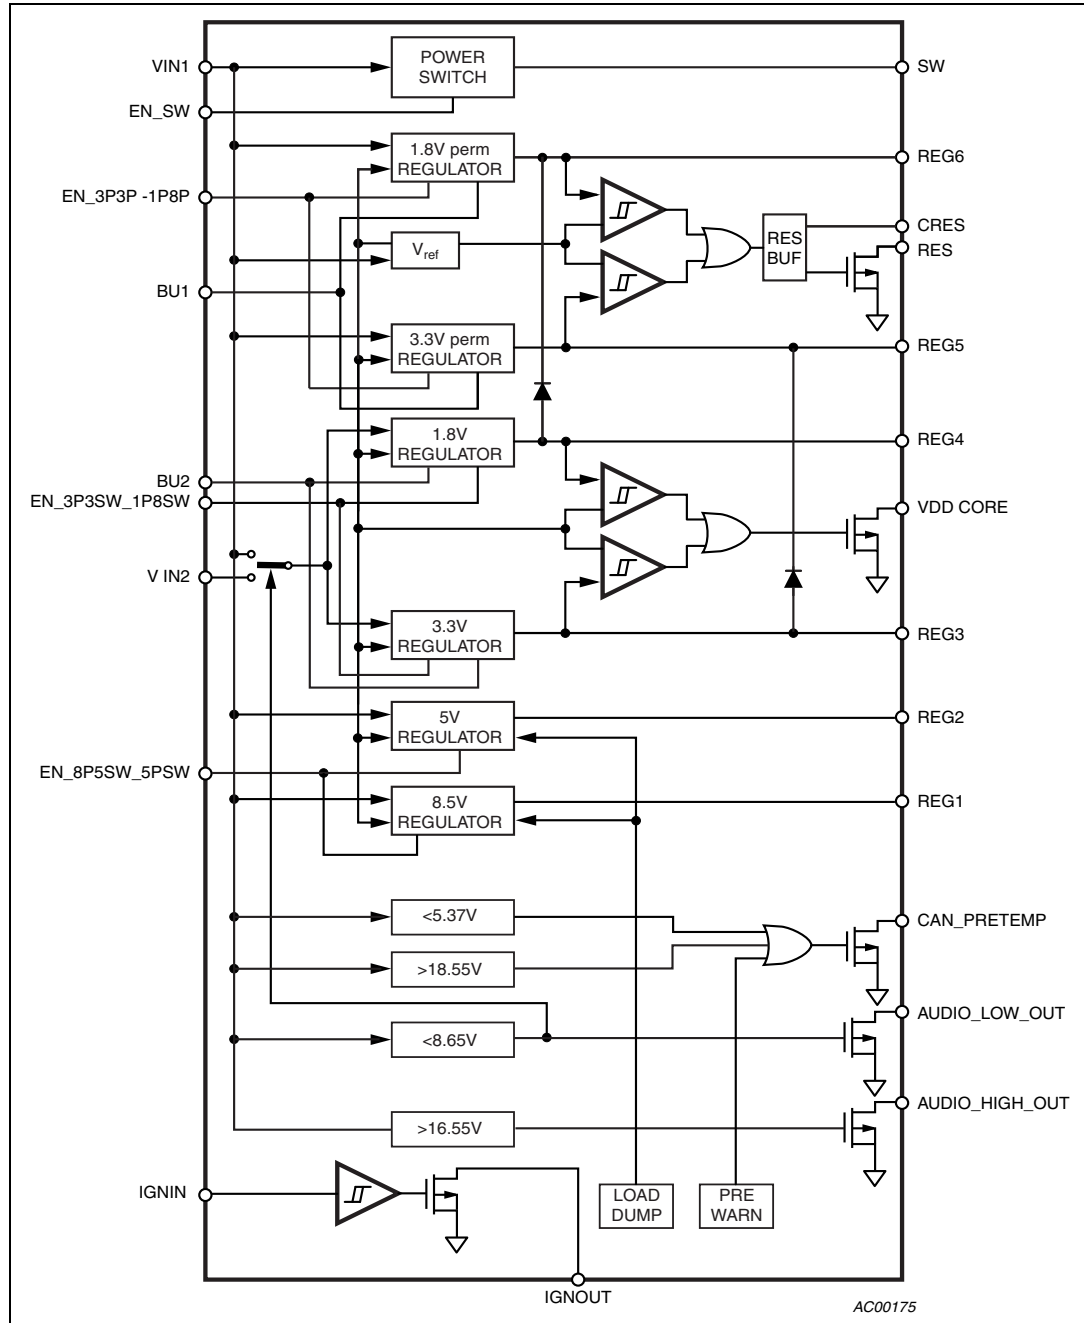 VIN1
POWER
SWITCH
SW
EN_SW
1.8V perm
REGULATOR
REG6
EN_3P3P -1P8P
CRES
RES
BUF
RES
Vref
BU1
3.3V perm
REGULATOR
REG5
1.8V
REGULATOR
REG4
BU2
EN_3P3SW_1P8SW
VDD CORE
V IN2
3.3V
REGULATOR
REG3
5V
REGULATOR
REG2
EN_8P5SW_5PSW
8.5V
REGULATOR
REG1
<5.37V
CAN_PRETEMP
>18.55V
AUDIO_LOW_OUT
<8.65V
AUDIO_HIGH_OUT
>16.55V
IGNIN
LOAD
DUMP
PRE
WARN
IGNOUT
AC00175